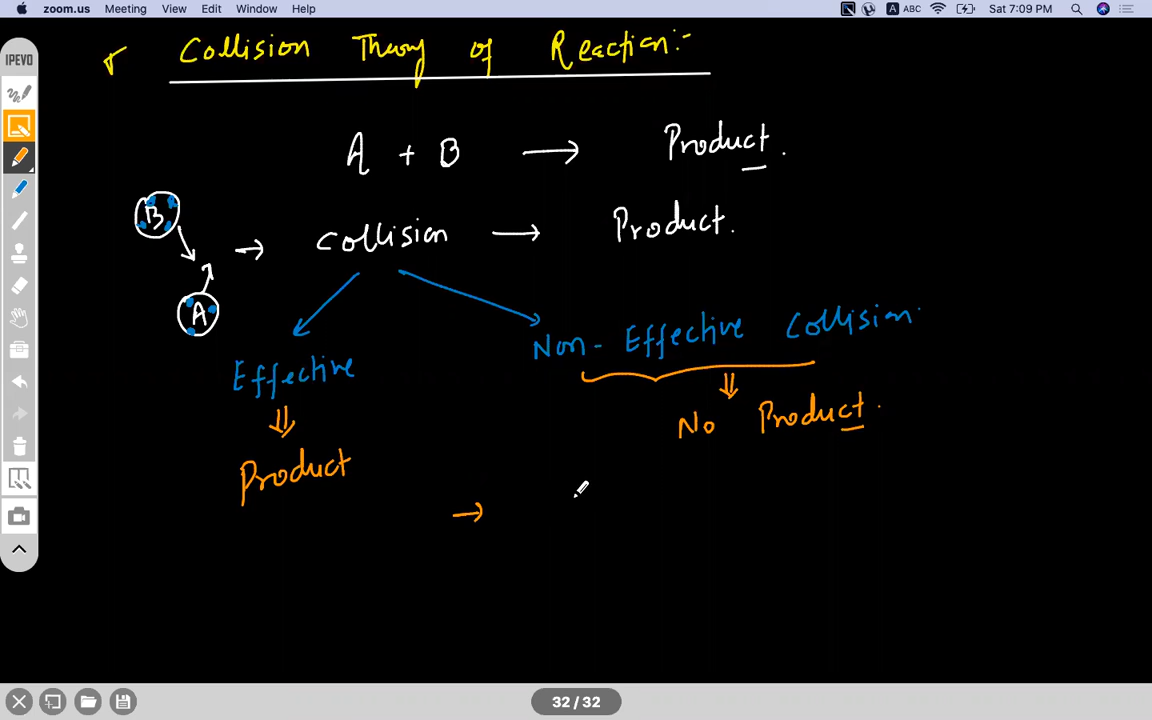 zoom.us Meeting View Edit Window Help A ABC Sat 7:09 PM
IPEVO
Collision Theory of Reaction:-
A + B → Product.
B
A
→ Collision → Product.
Effective
Non-Effective Collision.
⇓
⇓
No Product.
Product
→
32 / 32